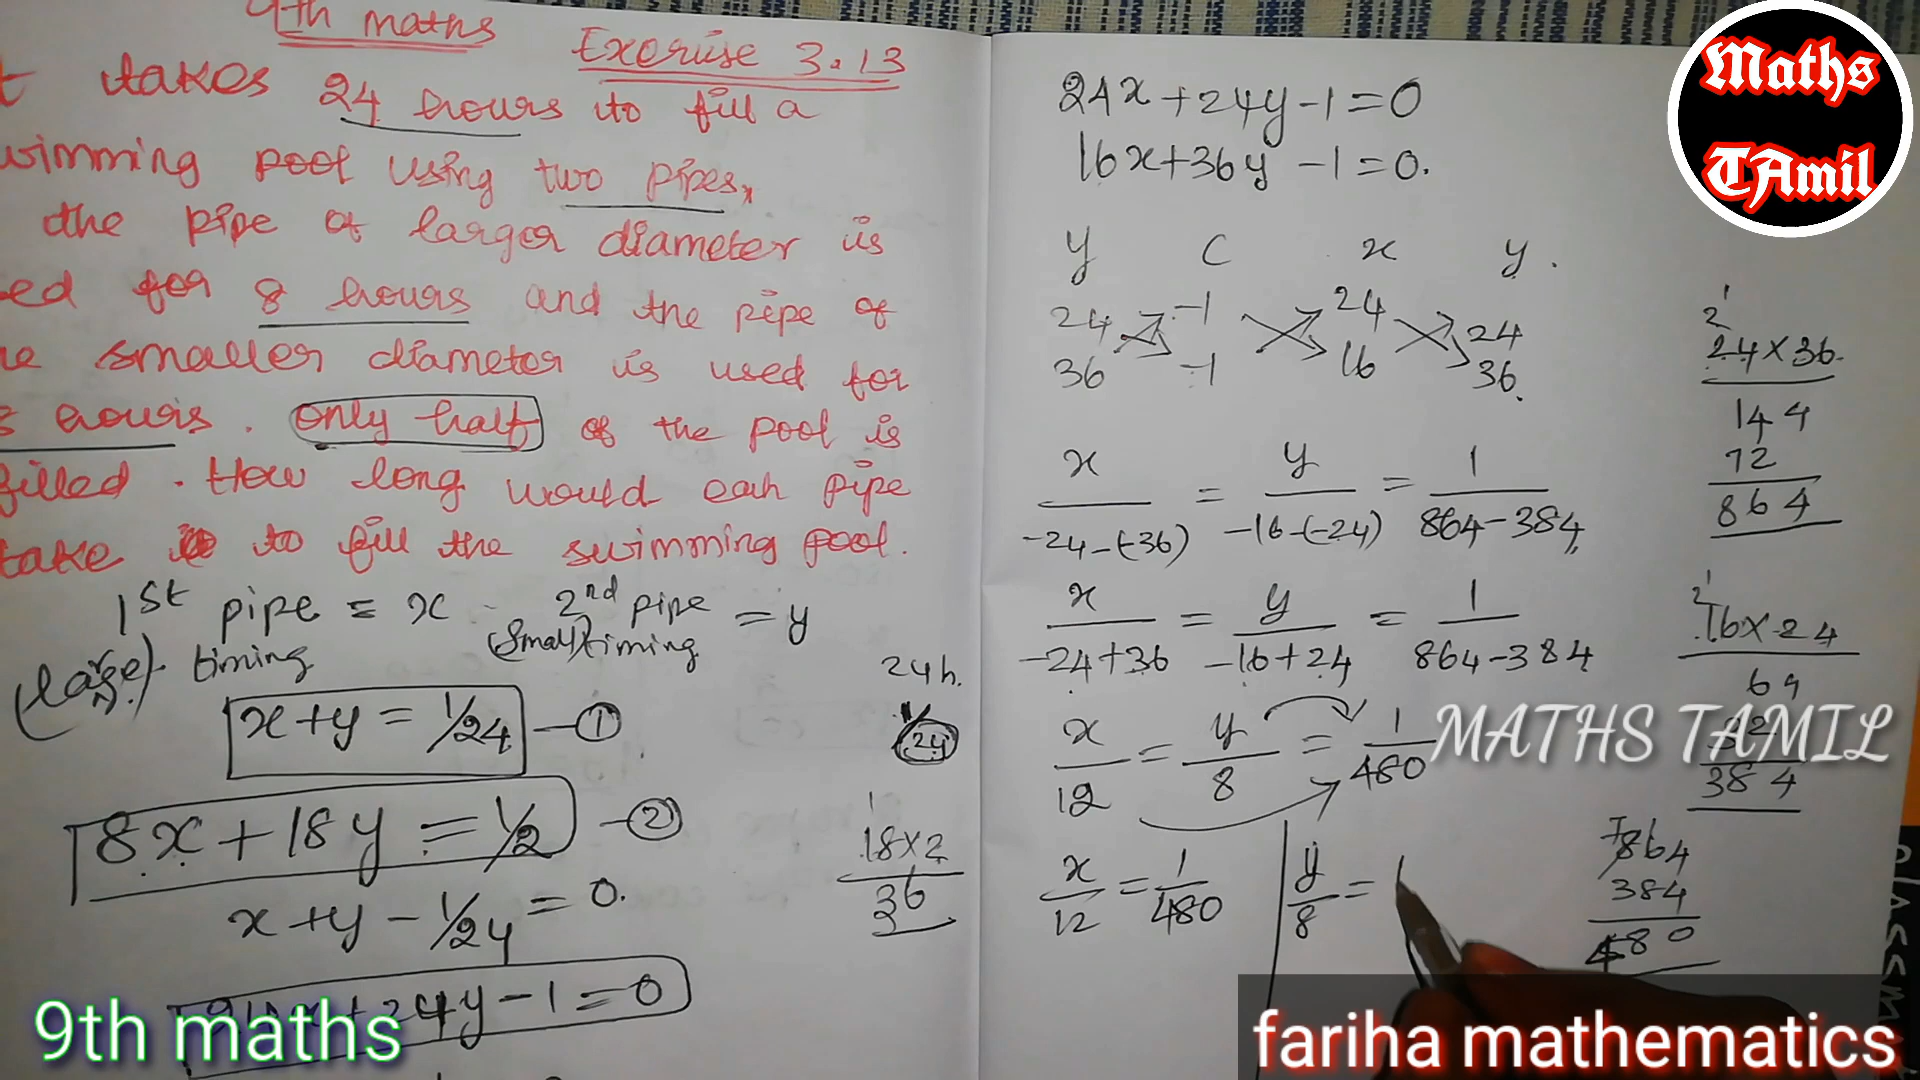 9th maths
Exercise 3.13
t takes 24 hours to fill a
wimming pool using two pipes,
the pipe of larger diameter is
ed for 8 hours and the pipe of
he smaller diameter is used for
8 hours. only half of the pool is
filled. How long would each pipe
take to fill the swimming pool.
1st pipe = x 2nd pipe = y
(large) timing (small) timing
24h.
x+y = 1/24 — ①
1/24
8x + 18y = 1/2 — ②
18×2
36
x+y - 1/24 = 0.
24x+24y-1=0
24x+24y-1=0
16x+36y-1=0.
y c x y.
24 -1 24 24
36 -1 16 36.
x/-24-(-36) = y/-16-(-24) = 1/864-384
x/-24+36 = y/-16+24 = 1/864-384
x/12 = y/8 = 1/480
x/12 = 1/480
y/8 =
24×36
144
72
864
16×24
64
32
384
864
384
480
Maths
TAmil
MATHS TAMIL
9th maths
fariha mathematics